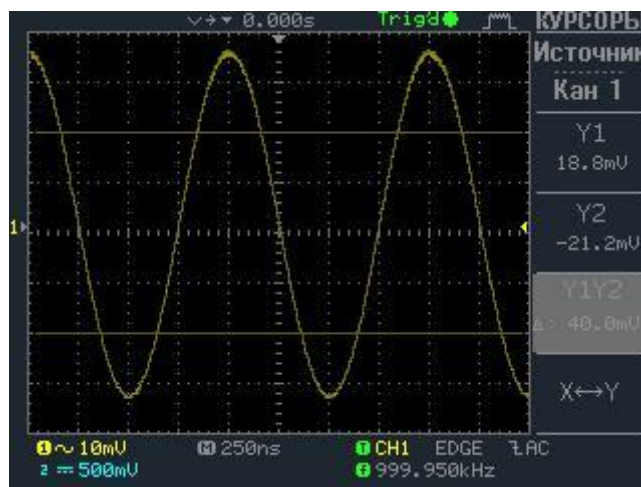 0.000s Trig'd КУРСОРЫ
Источник
Кан 1
Y1
18.8mV
Y2
-21.2mV
Y1Y2
Δ: 40.0mV
X↔Y
1
1 ~ 10mV M 250ns T CH1 EDGE AC
2 500mV f 999.950kHz